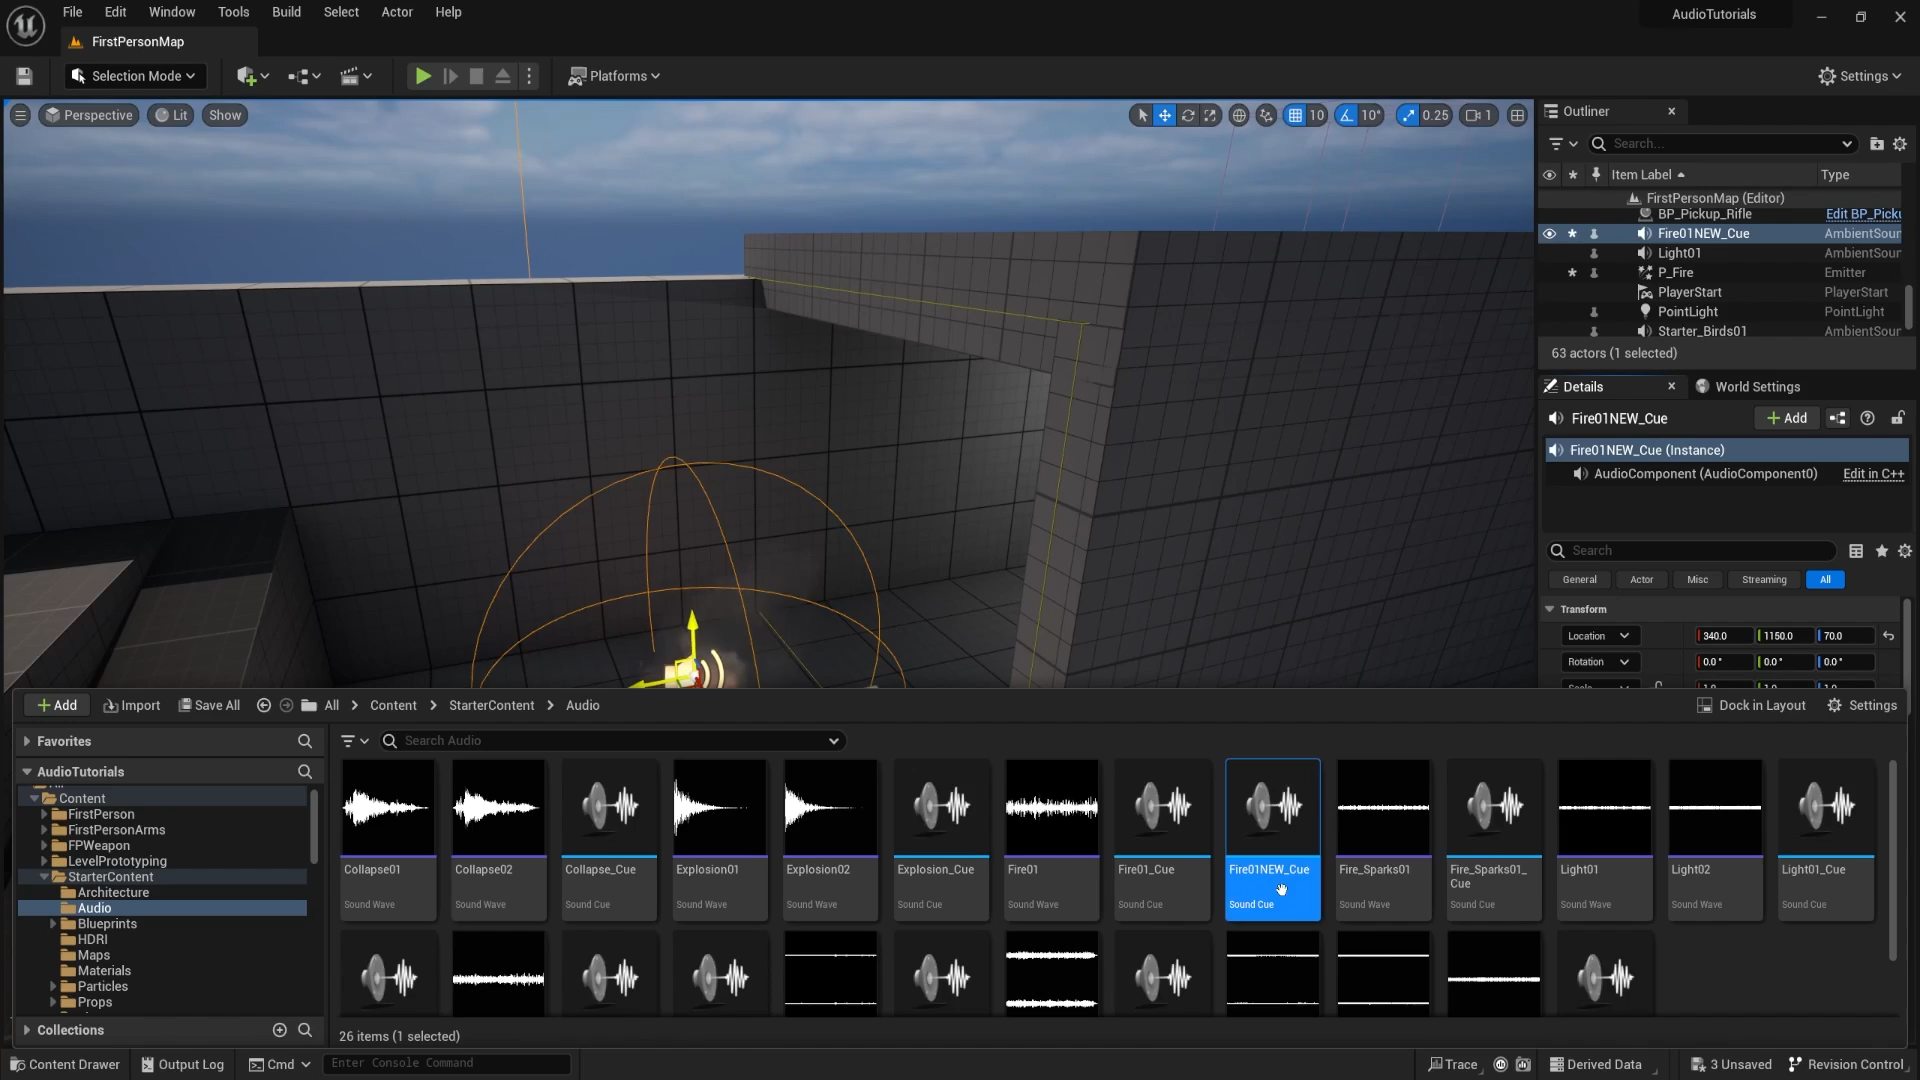 File Edit Window Tools Build Select Actor Help
AudioTutorials
FirstPersonMap
Selection Mode
Platforms
Settings
Perspective Lit Show
10 10° 0.25 1
Outliner
Search...
Item Label Type
FirstPersonMap (Editor)
BP_Pickup_Rifle Edit BP_Picku
Fire01NEW_Cue AmbientSour
Light01 AmbientSour
P_Fire Emitter
PlayerStart PlayerStart
PointLight PointLight
Starter_Birds01 AmbientSour
63 actors (1 selected)
Details World Settings
Fire01NEW_Cue Add
Fire01NEW_Cue (Instance)
AudioComponent (AudioComponent0) Edit in C++
Search
General Actor Misc Streaming All
Transform
Location 340.0 1150.0 70.0
Rotation 0.0° 0.0° 0.0°
Add Import Save All All Content StarterContent Audio Dock in Layout Settings
Favorites
Search Audio
AudioTutorials
Content
FirstPerson
FirstPersonArms
FPWeapon
LevelPrototyping
StarterContent
Architecture
Audio
Blueprints
HDRI
Maps
Materials
Particles
Props
Collections
Collapse01 Collapse02 Collapse_Cue Explosion01 Explosion02 Explosion_Cue Fire01 Fire01_Cue Fire01NEW_Cue Fire_Sparks01 Fire_Sparks01_ Light01 Light02 Light01_Cue
Cue
Sound Wave Sound Wave Sound Cue Sound Wave Sound Wave Sound Cue Sound Wave Sound Cue Sound Cue Sound Wave Sound Cue Sound Wave Sound Wave Sound Cue
26 items (1 selected)
Content Drawer Output Log Cmd Enter Console Command Trace Derived Data 3 Unsaved Revision Control